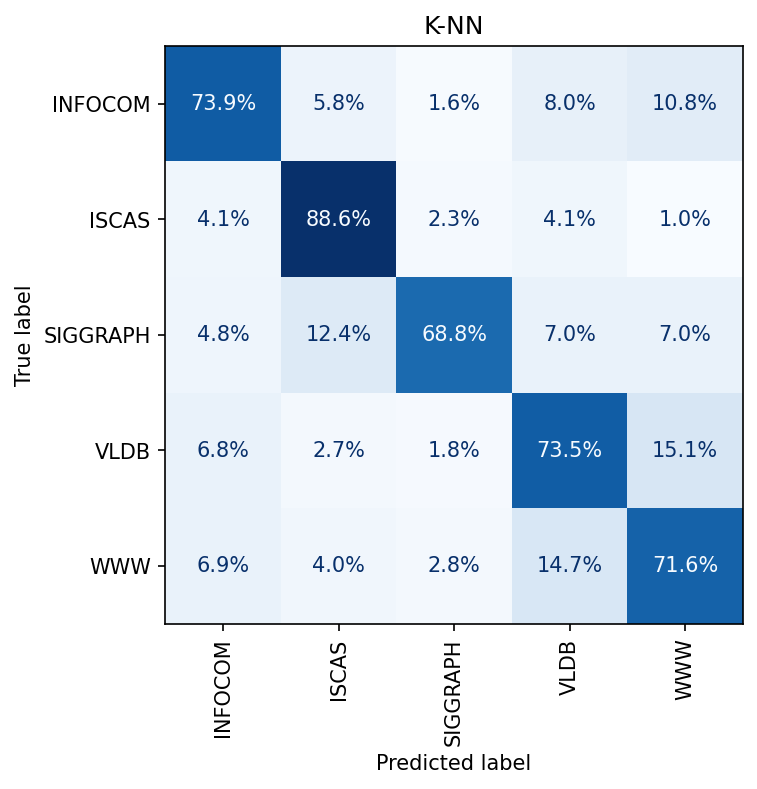 K-NN
True label
INFOCOM 73.9% 5.8% 1.6% 8.0% 10.8%
ISCAS 4.1% 88.6% 2.3% 4.1% 1.0%
SIGGRAPH 4.8% 12.4% 68.8% 7.0% 7.0%
VLDB 6.8% 2.7% 1.8% 73.5% 15.1%
WWW 6.9% 4.0% 2.8% 14.7% 71.6%
INFOCOM ISCAS SIGGRAPH VLDB WWW
Predicted label